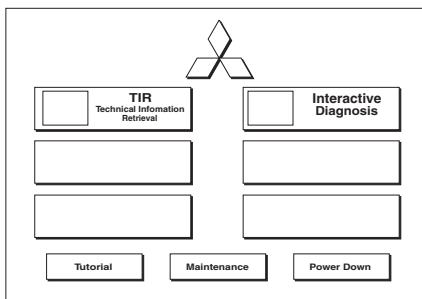 TIR
Technical Infomation
Retrieval
Interactive
Diagnosis
Tutorial
Maintenance
Power Down